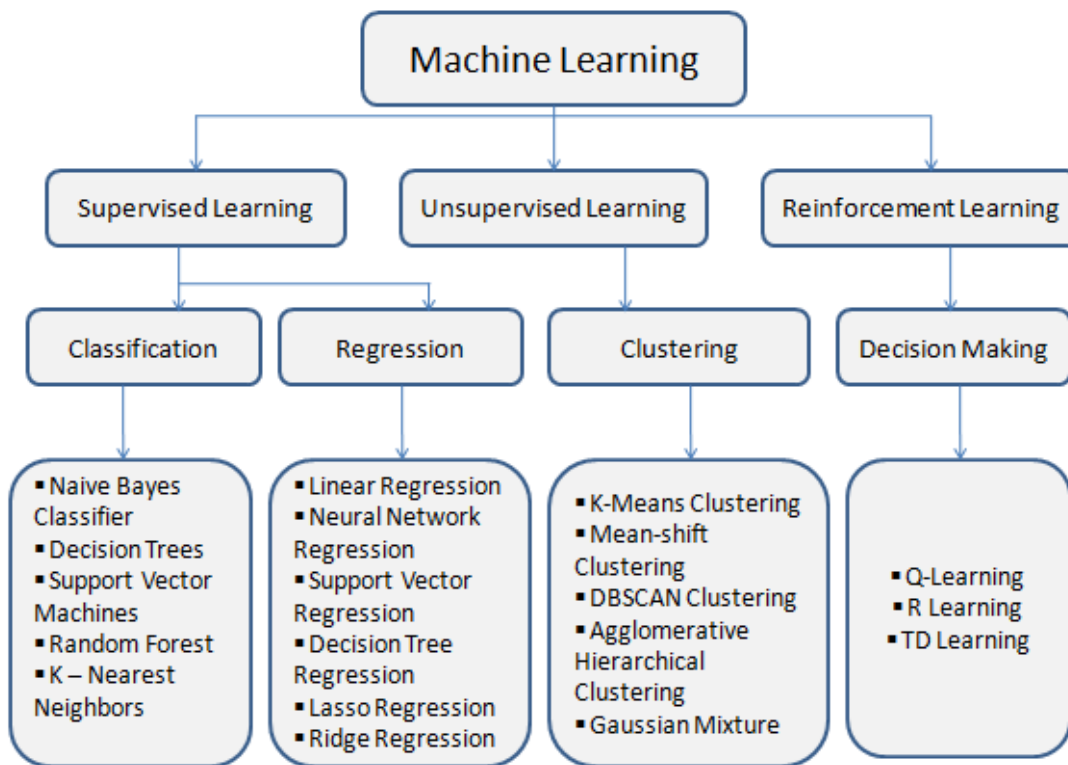 Machine Learning
Supervised Learning
Unsupervised Learning
Reinforcement Learning
Classification
Regression
Clustering
Decision Making
▪ Naive Bayes
Classifier
▪ Decision Trees
▪ Support Vector
Machines
▪ Random Forest
▪ K – Nearest
Neighbors
▪ Linear Regression
▪ Neural Network
Regression
▪ Support Vector
Regression
▪ Decision Tree
Regression
▪ Lasso Regression
▪ Ridge Regression
▪ K-Means Clustering
▪ Mean-shift
Clustering
▪ DBSCAN Clustering
▪ Agglomerative
Hierarchical
Clustering
▪ Gaussian Mixture
▪ Q-Learning
▪ R Learning
▪ TD Learning